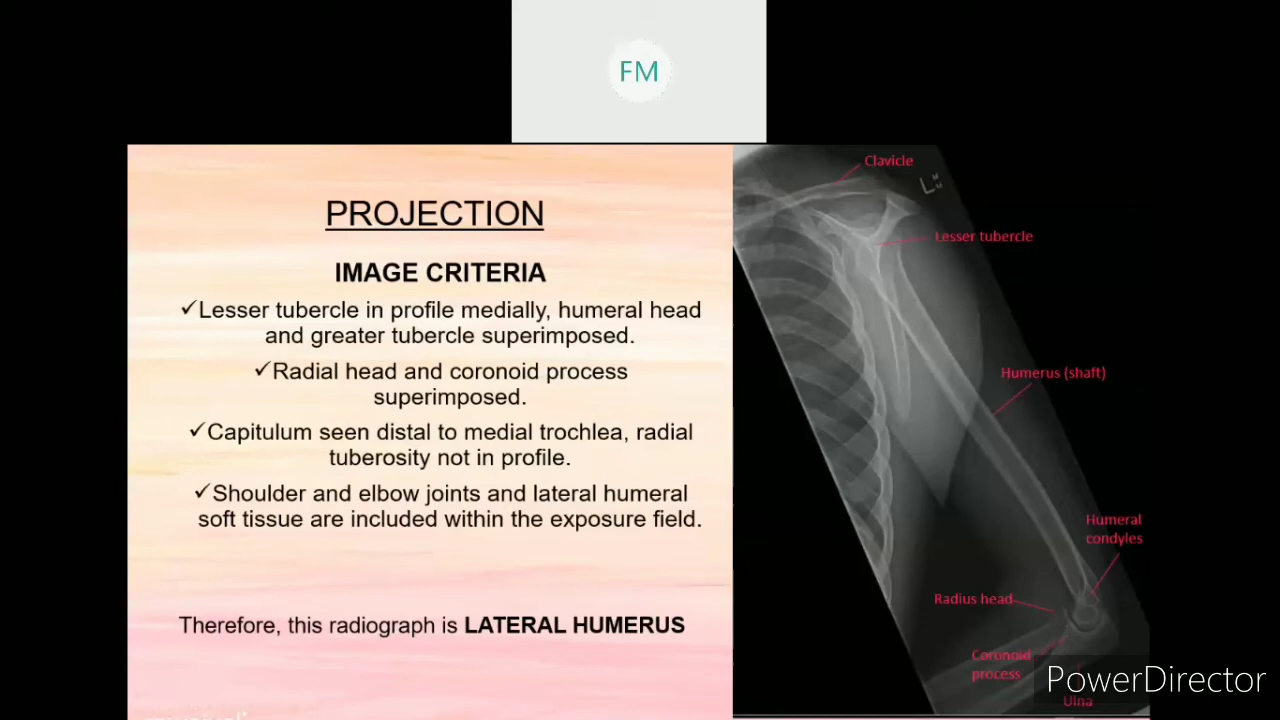 FM
PROJECTION
IMAGE CRITERIA
✓Lesser tubercle in profile medially, humeral head
and greater tubercle superimposed.
✓Radial head and coronoid process
superimposed.
✓Capitulum seen distal to medial trochlea, radial
tuberosity not in profile.
✓Shoulder and elbow joints and lateral humeral
soft tissue are included within the exposure field.
Therefore, this radiograph is LATERAL HUMERUS
Clavicle
L
Lesser tubercle
Humerus (shaft)
Humeral
condyles
Radius head
Coronoid
process
Ulna
PowerDirector